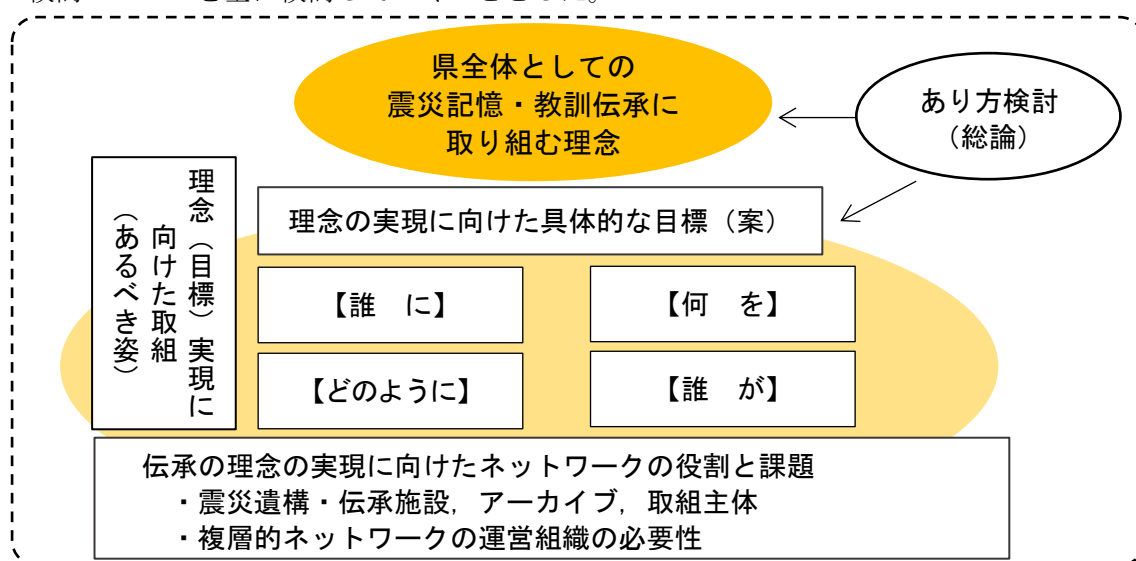 県全体としての
震災記憶・教訓伝承に
取り組む理念
あり方検討
（総論）
理念（目標）実現に
向けた取組
（あるべき姿）
理念の実現に向けた具体的な目標（案）
【誰　に】
【何　を】
【どのように】
【誰　が】
伝承の理念の実現に向けたネットワークの役割と課題
・震災遺構・伝承施設，アーカイブ，取組主体
・複層的ネットワークの運営組織の必要性